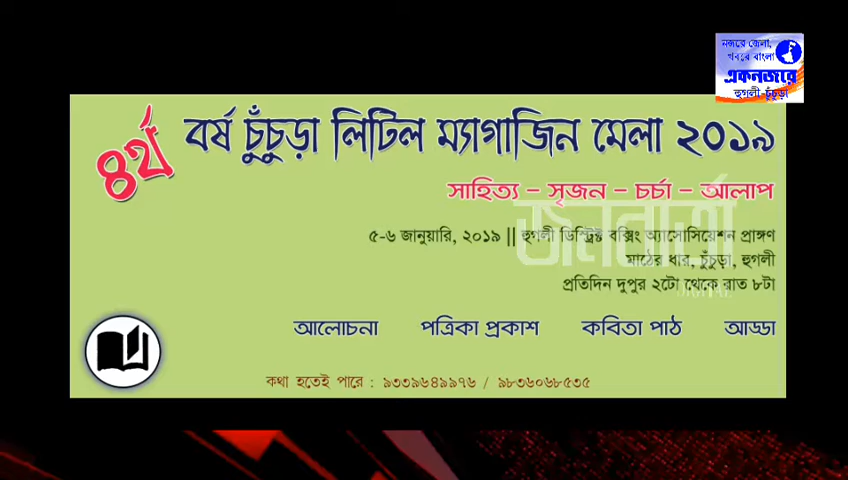 নজরে জেলা,
খবরে বাংলা
একনজরে
হুগলী-চুঁচুড়া
৪র্থ বর্ষ চুঁচুড়া লিটিল ম্যাগাজিন মেলা ২০১৯
সাহিত্য - সৃজন - চর্চা - আলাপ
৫-৬ জানুয়ারি, ২০১৯ || হুগলী ডিস্ট্রিক্ট বক্সিং অ্যাসোসিয়েশন প্রাঙ্গণ
জনবার্তা
মাঠের ধার, চুঁচুড়া, হুগলী
প্রতিদিন দুপুর ২টো থেকে রাত ৮টা
আলোচনা পত্রিকা প্রকাশ কবিতা পাঠ আড্ডা
কথা হতেই পারে : ৯৩৩৯৬৪৯৯৭৬ / ৯৮৩৬০৬৮৫৩৫